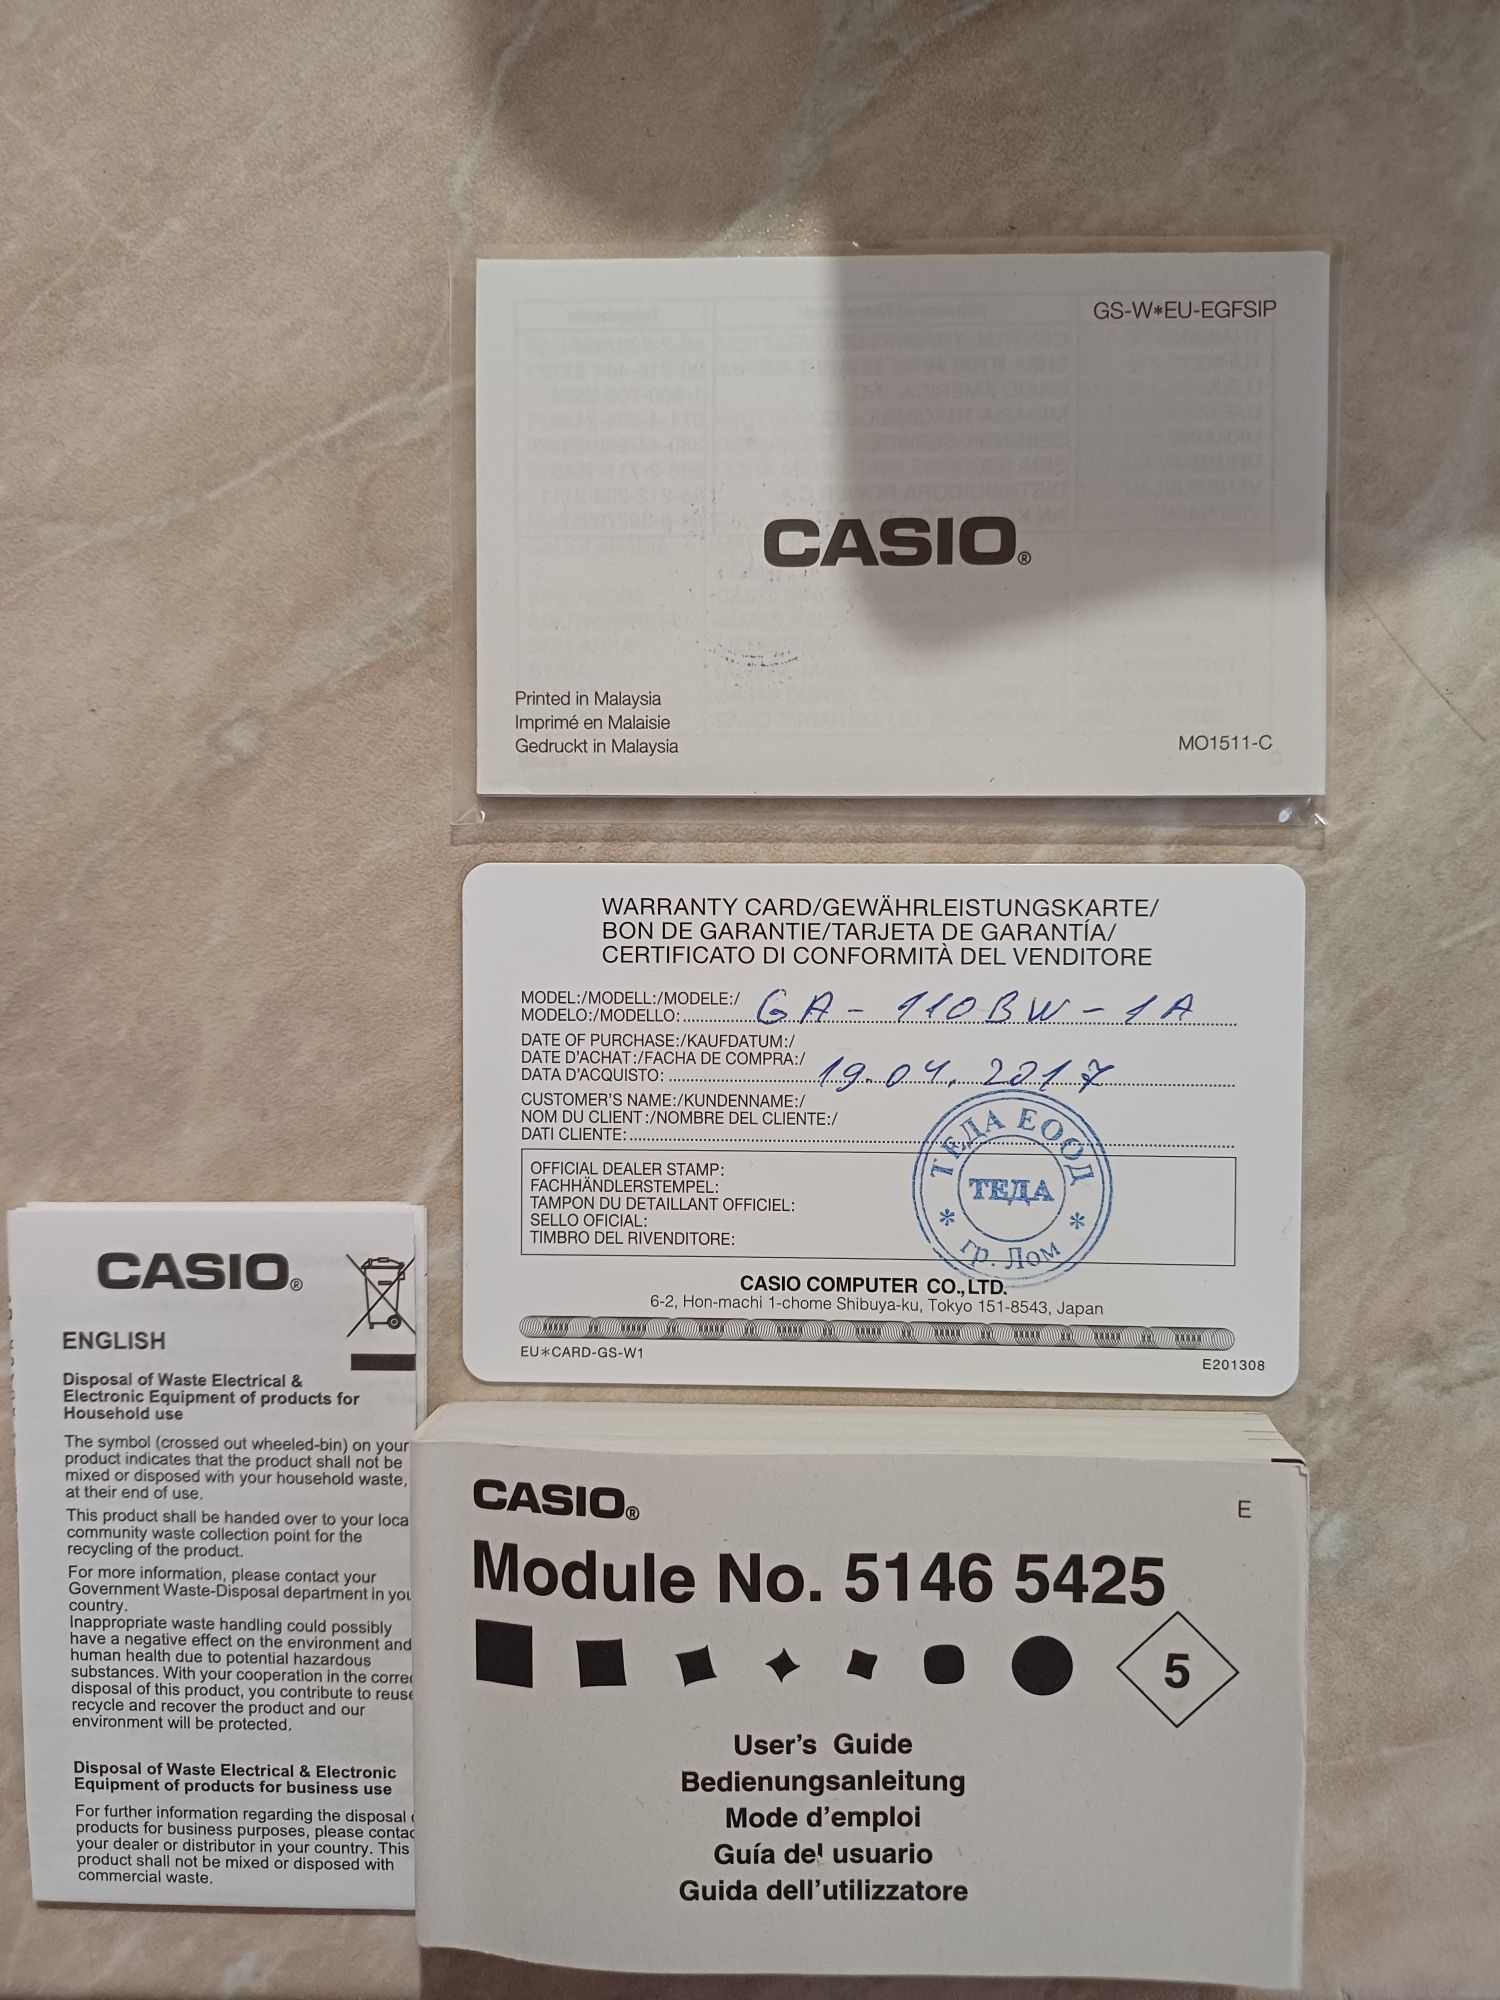 GS-W*EU-EGFSIP
CASIO®
Printed in Malaysia
Imprimé en Malaisie
Gedruckt in Malaysia
MO1511-C
WARRANTY CARD/GEWÄHRLEISTUNGSKARTE/
BON DE GARANTIE/TARJETA DE GARANTÍA/
CERTIFICATO DI CONFORMITÀ DEL VENDITORE
MODEL:/MODELL:/MODELE:/
MODELO:/MODELLO: GA-110BW-1A
DATE OF PURCHASE:/KAUFDATUM:/
DATE D'ACHAT:/FACHA DE COMPRA:/
DATA D'ACQUISTO: 19.04.2017
CUSTOMER'S NAME:/KUNDENNAME:/
NOM DU CLIENT:/NOMBRE DEL CLIENTE:/
DATI CLIENTE:
OFFICIAL DEALER STAMP:
FACHHÄNDLERSTEMPEL:
TAMPON DU DETAILLANT OFFICIEL:
SELLO OFICIAL:
TIMBRO DEL RIVENDITORE:
ТЕДА ЕООД
ТЕДА
* гр. Лом *
CASIO COMPUTER CO.,LTD.
6-2, Hon-machi 1-chome Shibuya-ku, Tokyo 151-8543, Japan
EU*CARD-GS-W1
E201308
CASIO®
ENGLISH
Disposal of Waste Electrical &
Electronic Equipment of products for
Household use
The symbol (crossed out wheeled-bin) on your
product indicates that the product shall not be
mixed or disposed with your household waste,
at their end of use.
This product shall be handed over to your loca
community waste collection point for the
recycling of the product.
For more information, please contact your
Government Waste-Disposal department in you
country.
Inappropriate waste handling could possibly
have a negative effect on the environment and
human health due to potential hazardous
substances. With your cooperation in the correc
disposal of this product, you contribute to reuse
recycle and recover the product and our
environment will be protected.
Disposal of Waste Electrical & Electronic
Equipment of products for business use
For further information regarding the disposal
products for business purposes, please contac
your dealer or distributor in your country. This
product shall not be mixed or disposed with
commercial waste.
CASIO®
E
Module No. 5146 5425
5
User's Guide
Bedienungsanleitung
Mode d'emploi
Guía del usuario
Guida dell'utilizzatore